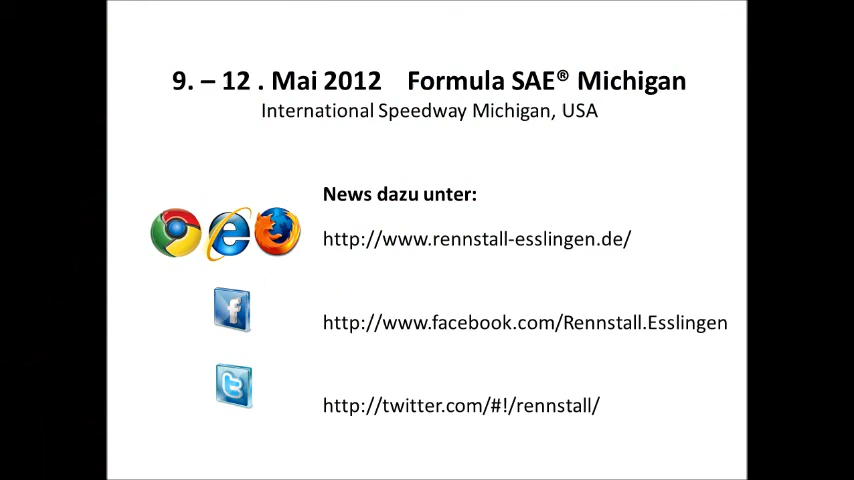 9. – 12 . Mai 2012 Formula SAE® Michigan
International Speedway Michigan, USA
News dazu unter:
http://www.rennstall-esslingen.de/
http://www.facebook.com/Rennstall.Esslingen
http://twitter.com/#!/rennstall/